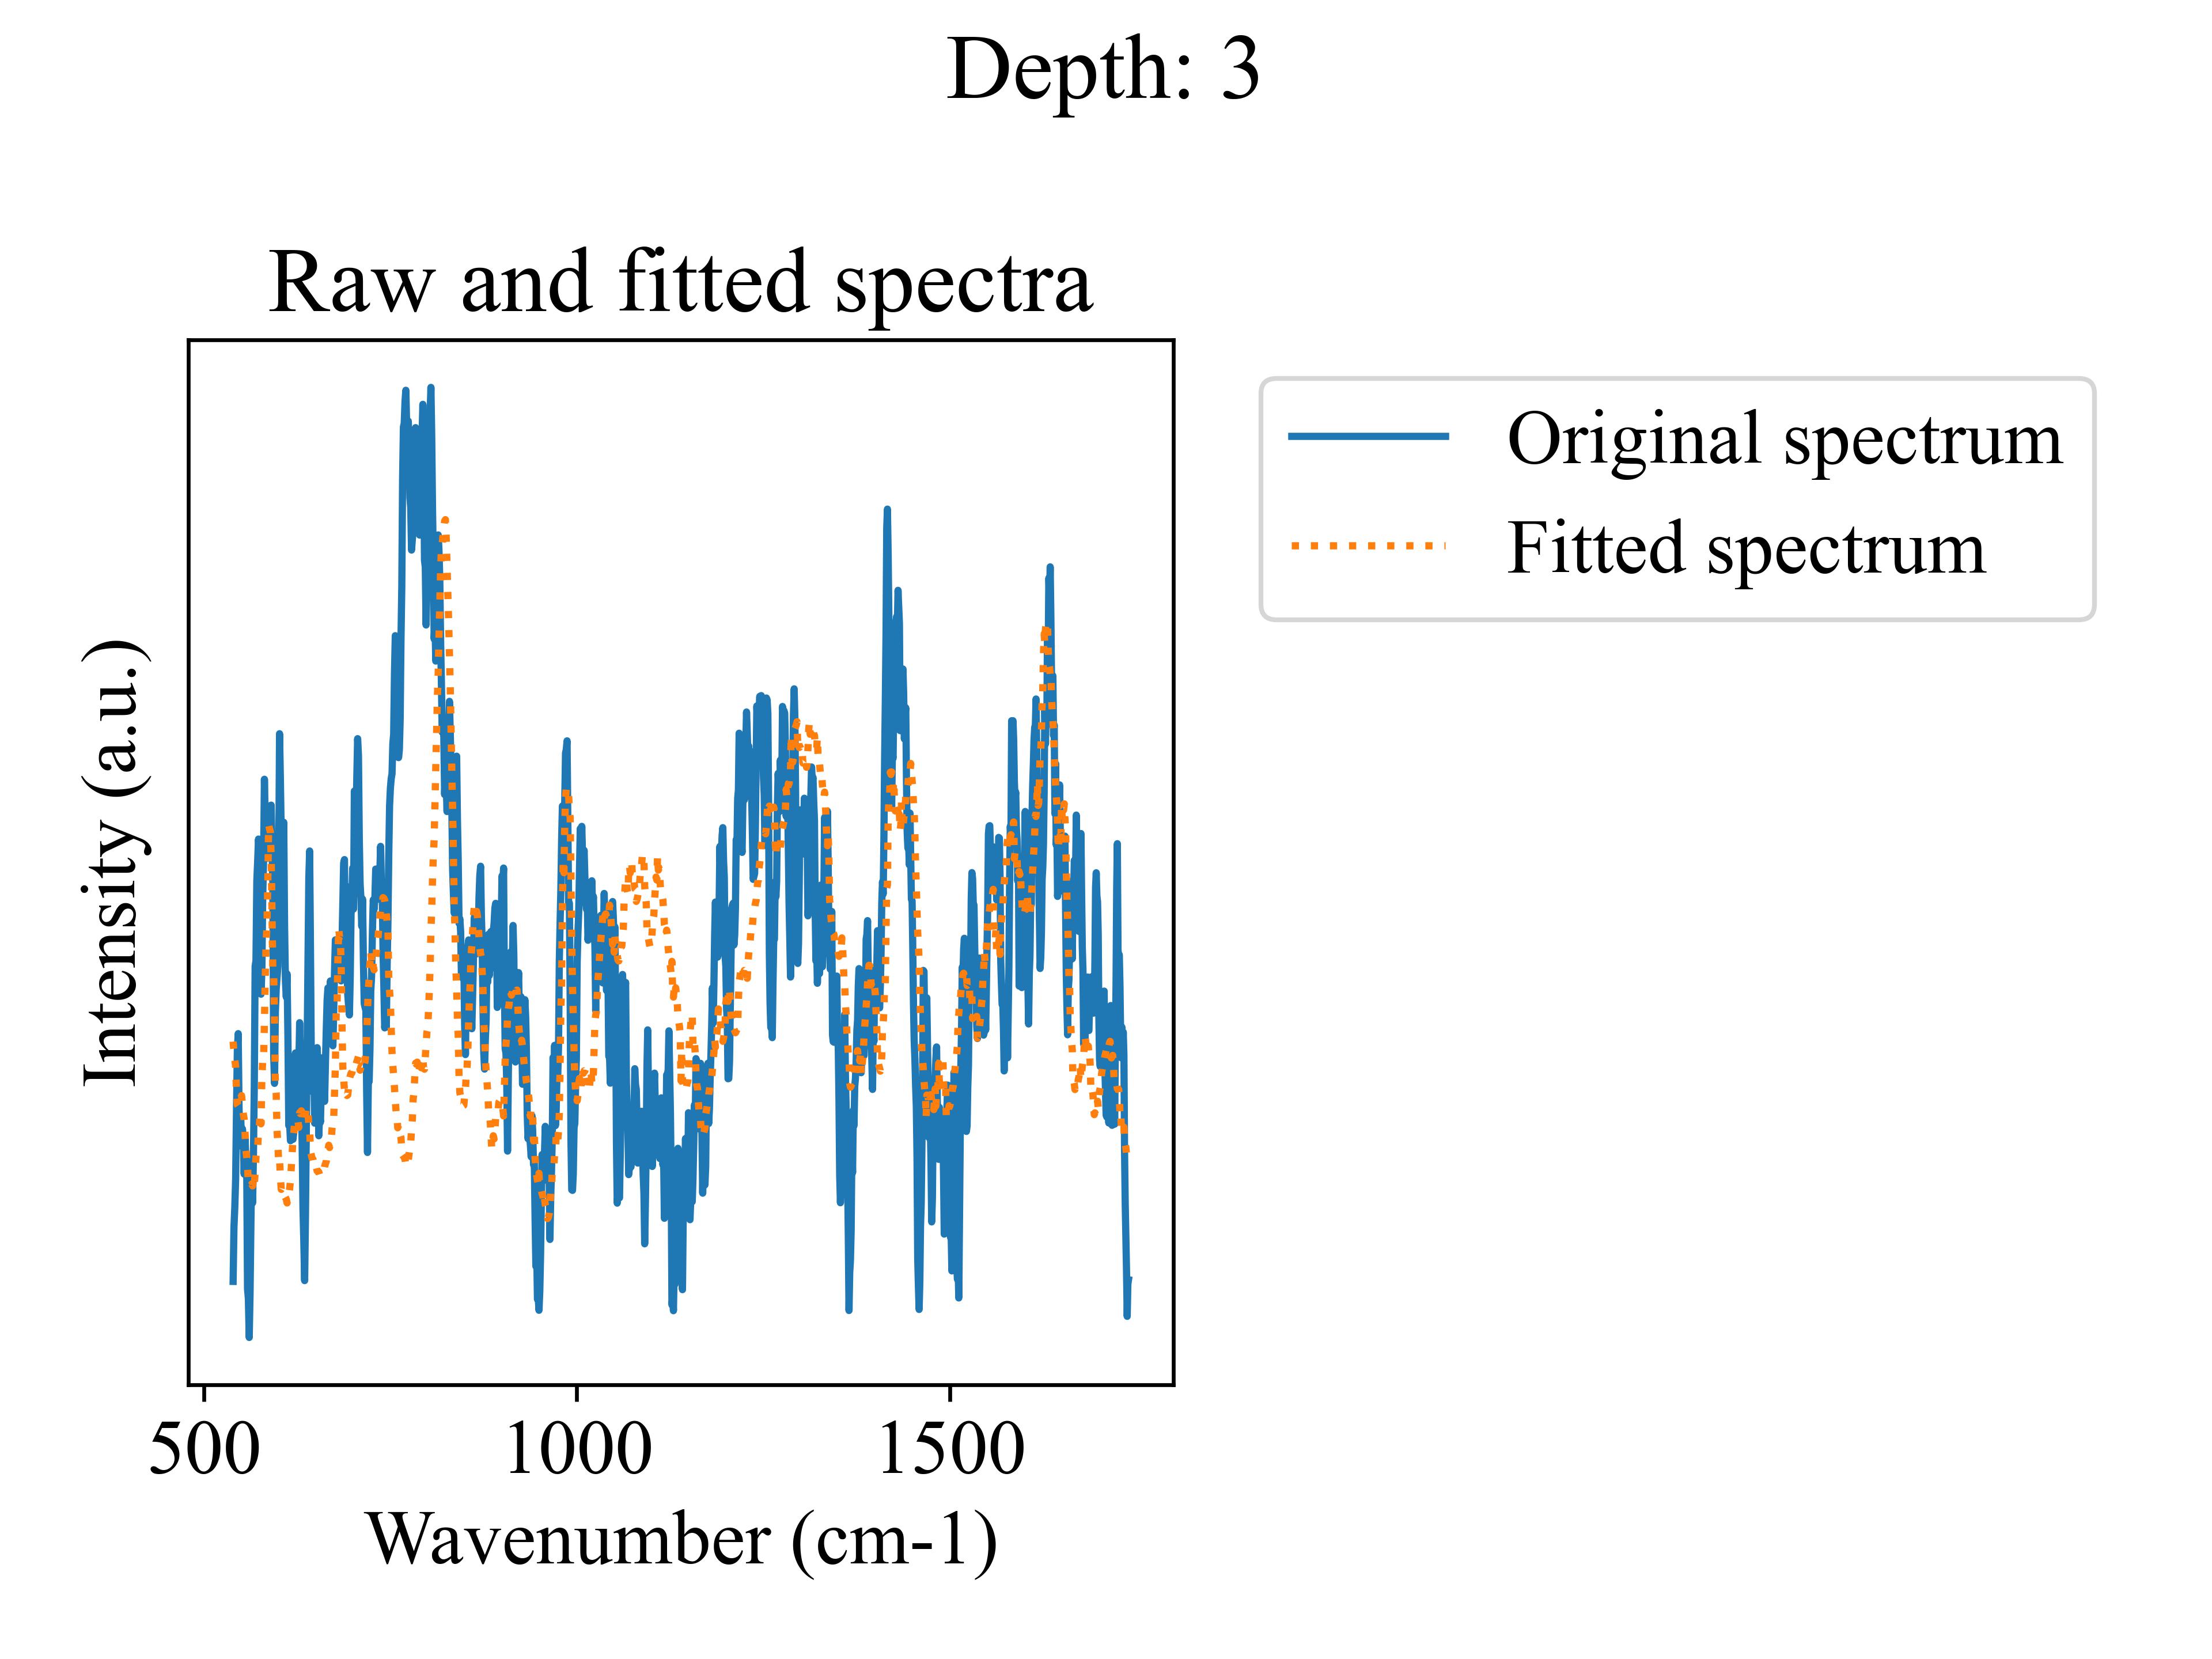 Depth: 3
Raw and fitted spectra
Original spectrum
Fitted spectrum
Intensity (a.u.)
500 1000 1500
Wavenumber (cm-1)